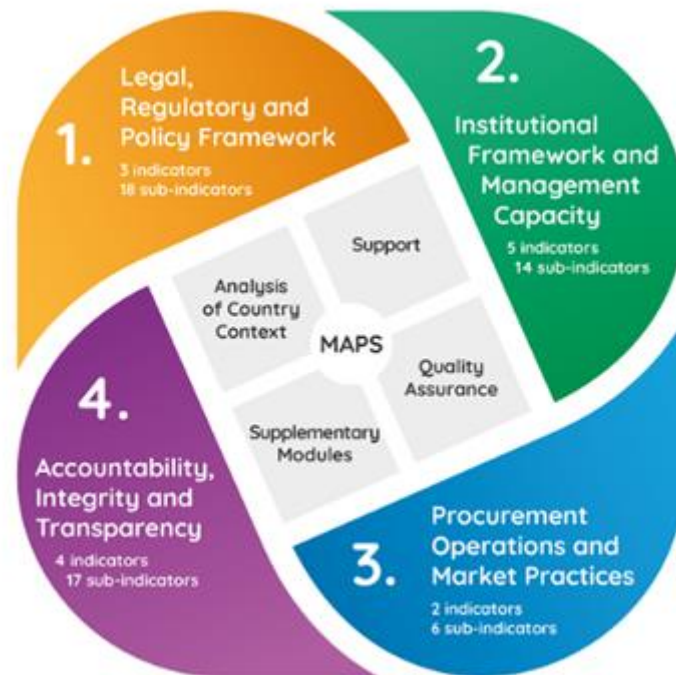 1.
Legal,
Regulatory and
Policy Framework
3 indicators
18 sub-indicators
2.
Institutional
Framework and
Management
Capacity
5 indicators
14 sub-indicators
Support
Analysis
of Country
Context
MAPS
Quality
Assurance
Supplementary
Modules
4.
Accountability,
Integrity and
Transparency
4 indicators
17 sub-indicators
3.
Procurement
Operations and
Market Practices
2 indicators
6 sub-indicators